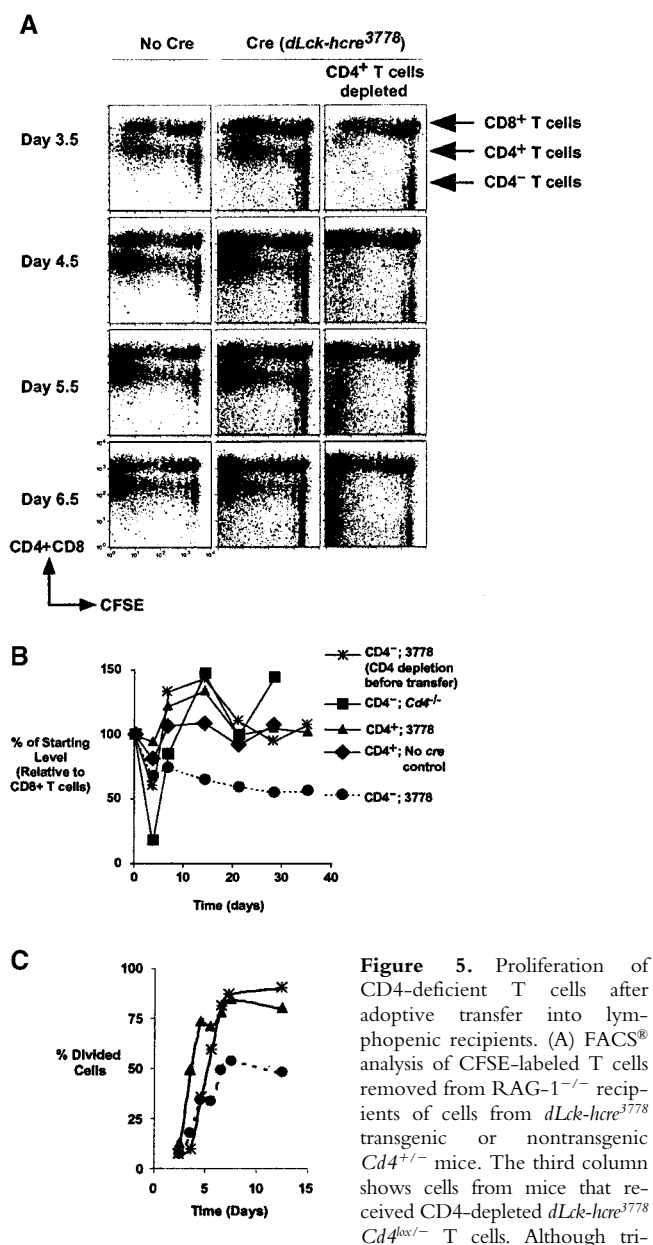 A
No Cre
Cre (dLck-hcre3778)
CD4+ T cells
depleted
Day 3.5
CD8+ T cells
CD4+ T cells
CD4− T cells
Day 4.5
Day 5.5
Day 6.5
CD4+CD8
CFSE
B
150
100
50
0
% of Starting
Level
(Relative to
CD8+ T cells)
0 10 20 30 40
Time (days)
CD4−; 3778
(CD4 depletion
before transfer)
CD4−; Cd4−/−
CD4+; 3778
CD4+; No cre
control
CD4−; 3778
C
100
75
50
25
0
% Divided
Cells
0 5 10 15
Time (Days)
Figure 5. Proliferation of
CD4-deficient T cells after
adoptive transfer into lym-
phopenic recipients. (A) FACS®
analysis of CFSE-labeled T cells
removed from RAG-1−/− recip-
ients of cells from dLck-hcre3778
transgenic or nontransgenic
Cd4+/− mice. The third column
shows cells from mice that re-
ceived CD4-depleted dLck-hcre3778
Cd4lox/− T cells. Although tri-